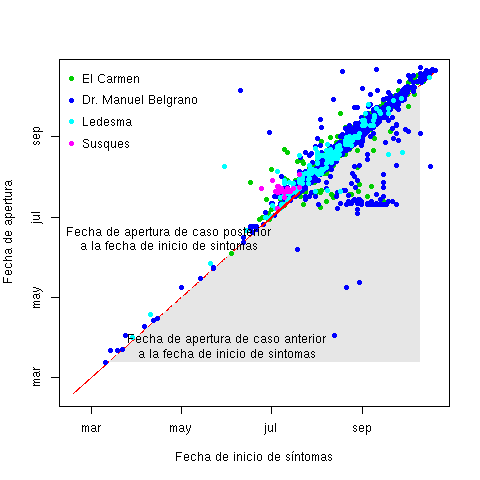 El Carmen
Dr. Manuel Belgrano
Ledesma
Susques
Fecha de apertura de caso posterior
a la fecha de inicio de sintomas
Fecha de apertura de caso anterior
a la fecha de inicio de sintomas
Fecha de apertura
mar
may
jul
sep
mar
may
jul
sep
Fecha de inicio de síntomas